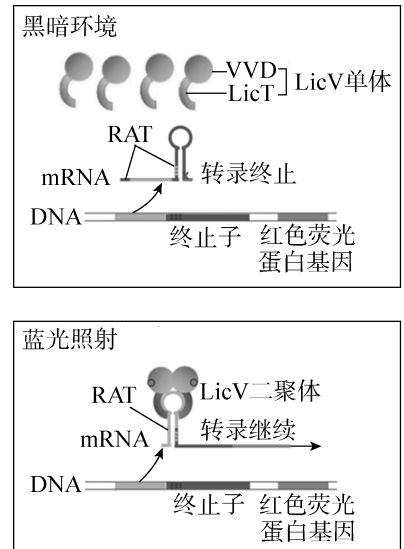 黑暗环境
VVD
LicT
LicV单体
RAT
mRNA
转录终止
DNA
终止子
红色荧光
蛋白基因
蓝光照射
RAT
LicV二聚体
mRNA
转录继续
DNA
终止子
红色荧光
蛋白基因